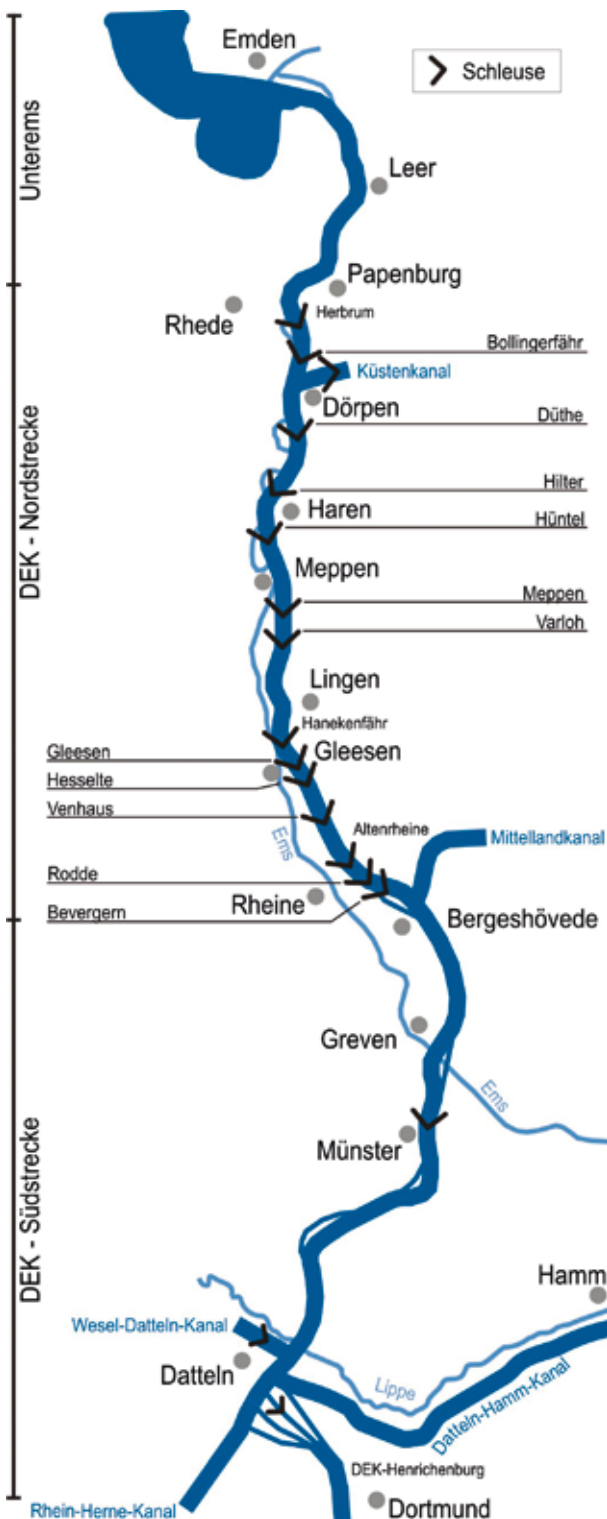 Emden
Schleuse
Unterems
Leer
Papenburg
Rhede
Herbrum
Bollingerfähr
Küstenkanal
Dörpen
Düthe
Hilter
Haren
Hüntel
DEK - Nordstrecke
Meppen
Meppen
Varloh
Lingen
Hanekenfähr
Gleesen
Gleesen
Hesselte
Venhaus
Ems
Altenrheine
Mittellandkanal
Rodde
Rheine
Bevergern
Bergeshövede
Greven
Ems
Münster
DEK - Südstrecke
Hamm
Wesel-Datteln-Kanal
Datteln
Lippe
Datteln-Hamm-Kanal
DEK-Henrichenburg
Rhein-Herne-Kanal
Dortmund